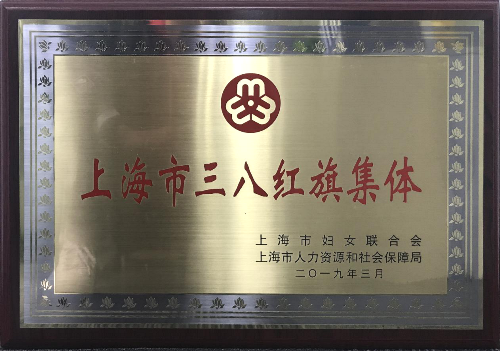 上海市三八红旗集体
上海市妇女联合会
上海市人力资源和社会保障局
二〇一九年三月